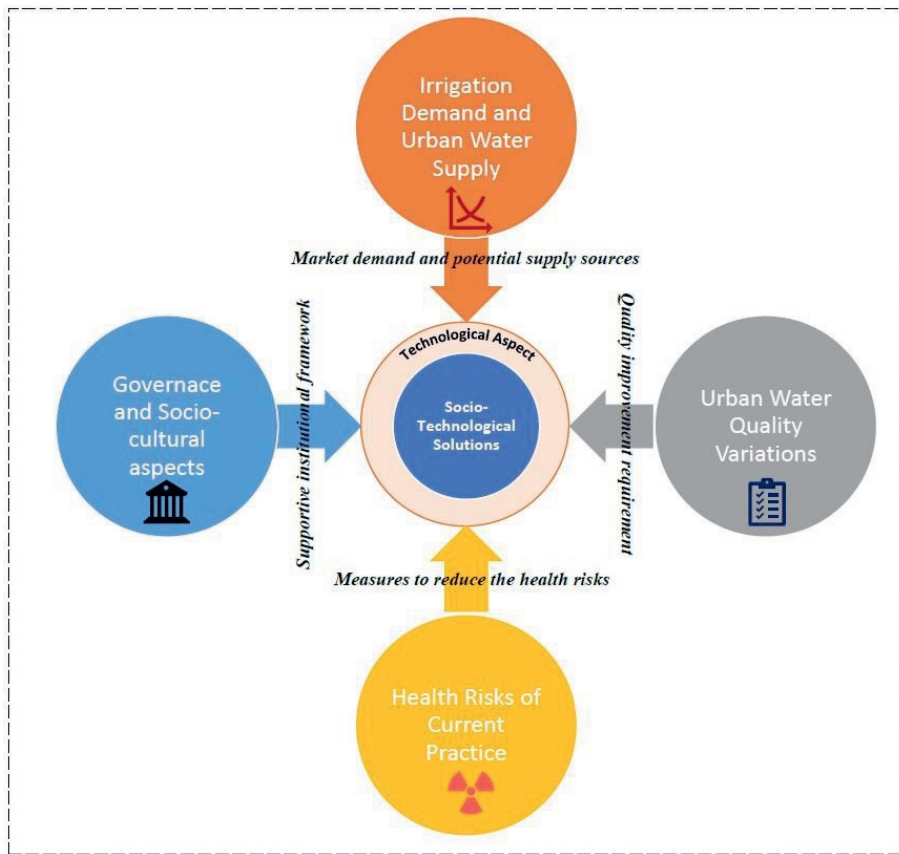 Irrigation
Demand and
Urban Water
Supply
Market demand and potential supply sources
Governace
and Socio-
cultural
aspects
Supportive institutional framework
Technological Aspect
Socio-
Technological
Solutions
Quality improvement requirement
Urban Water
Quality
Variations
Measures to reduce the health risks
Health Risks of
Current
Practice